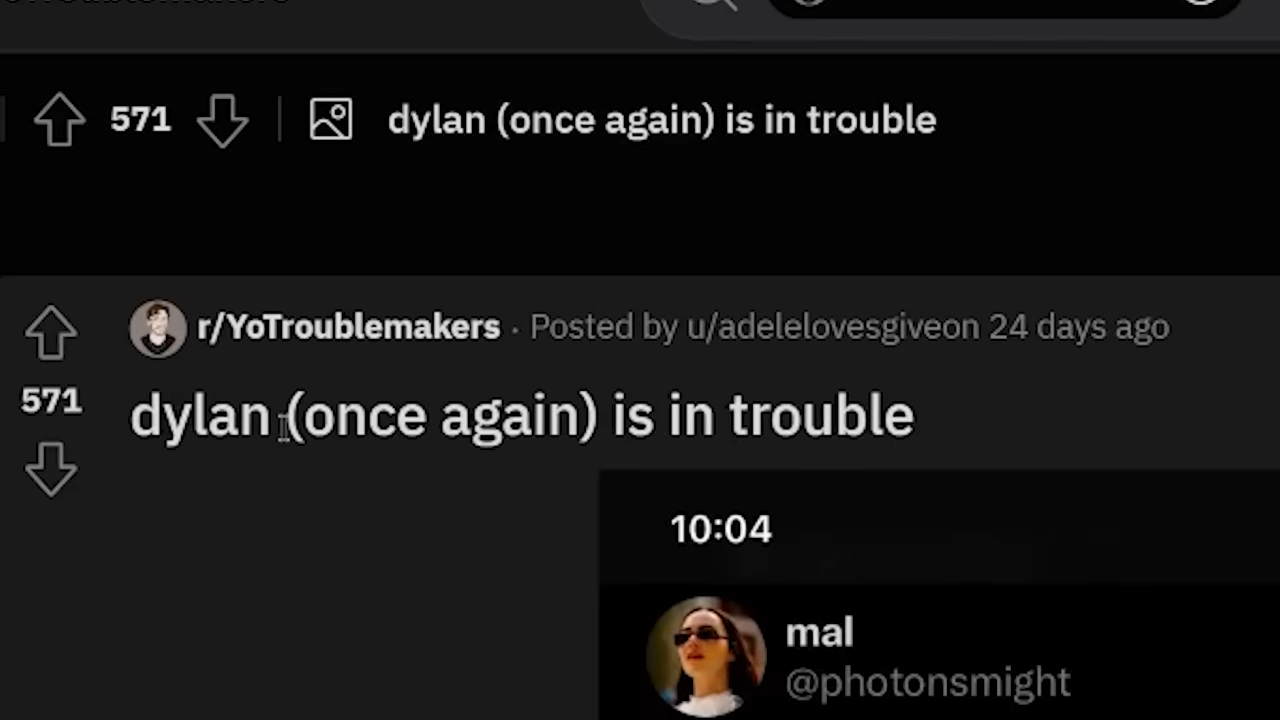 571 dylan (once again) is in trouble
r/YoTroublemakers · Posted by u/adelelovesgiveon 24 days ago
571
dylan (once again) is in trouble
10:04
mal
@photonsmight